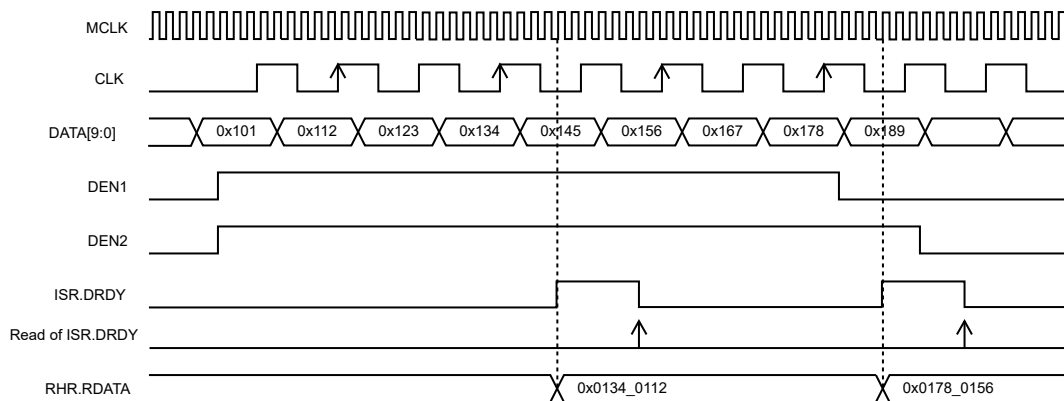 MCLK
CLK
DATA[9:0] 0x101 0x112 0x123 0x134 0x145 0x156 0x167 0x178 0x189
DEN1
DEN2
ISR.DRDY
Read of ISR.DRDY
RHR.RDATA 0x0134_0112 0x0178_0156